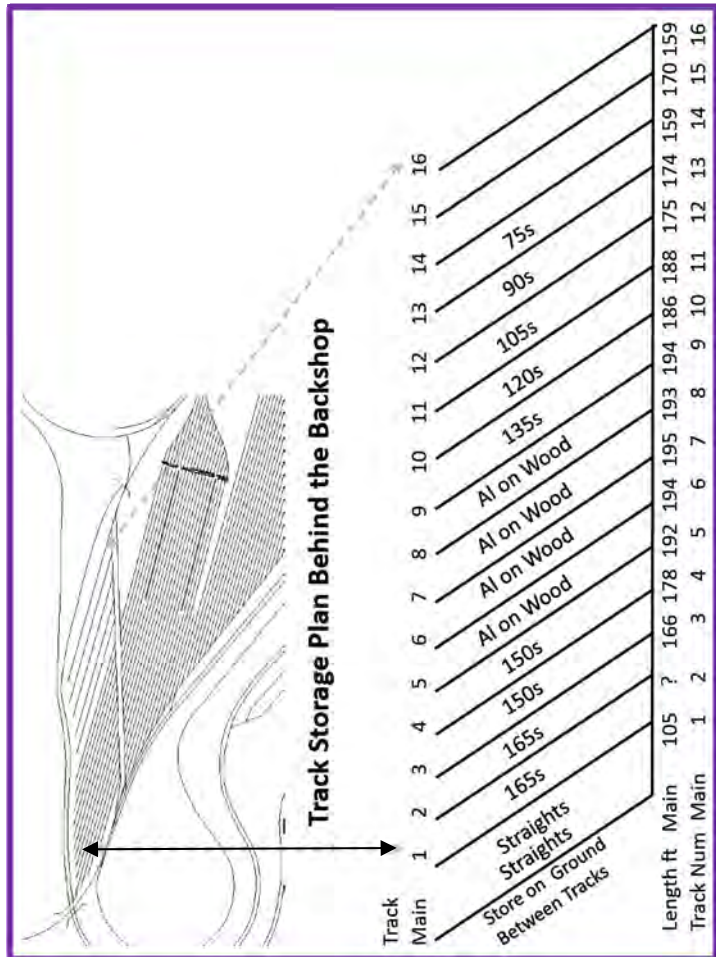 Track Storage Plan Behind the Backshop
Track
Main 1 2 3 4 5 6 7 8 9 10 11 12 13 14 15 16
Store on Ground
Between Tracks
Straights
Straights
165s
165s
150s
150s
Al on Wood
Al on Wood
Al on Wood
Al on Wood
135s
120s
105s
90s
75s
Length ft Main 105 ? 166 178 192 194 195 193 194 186 188 175 174 159 170 159
Track Num Main 1 2 3 4 5 6 7 8 9 10 11 12 13 14 15 16